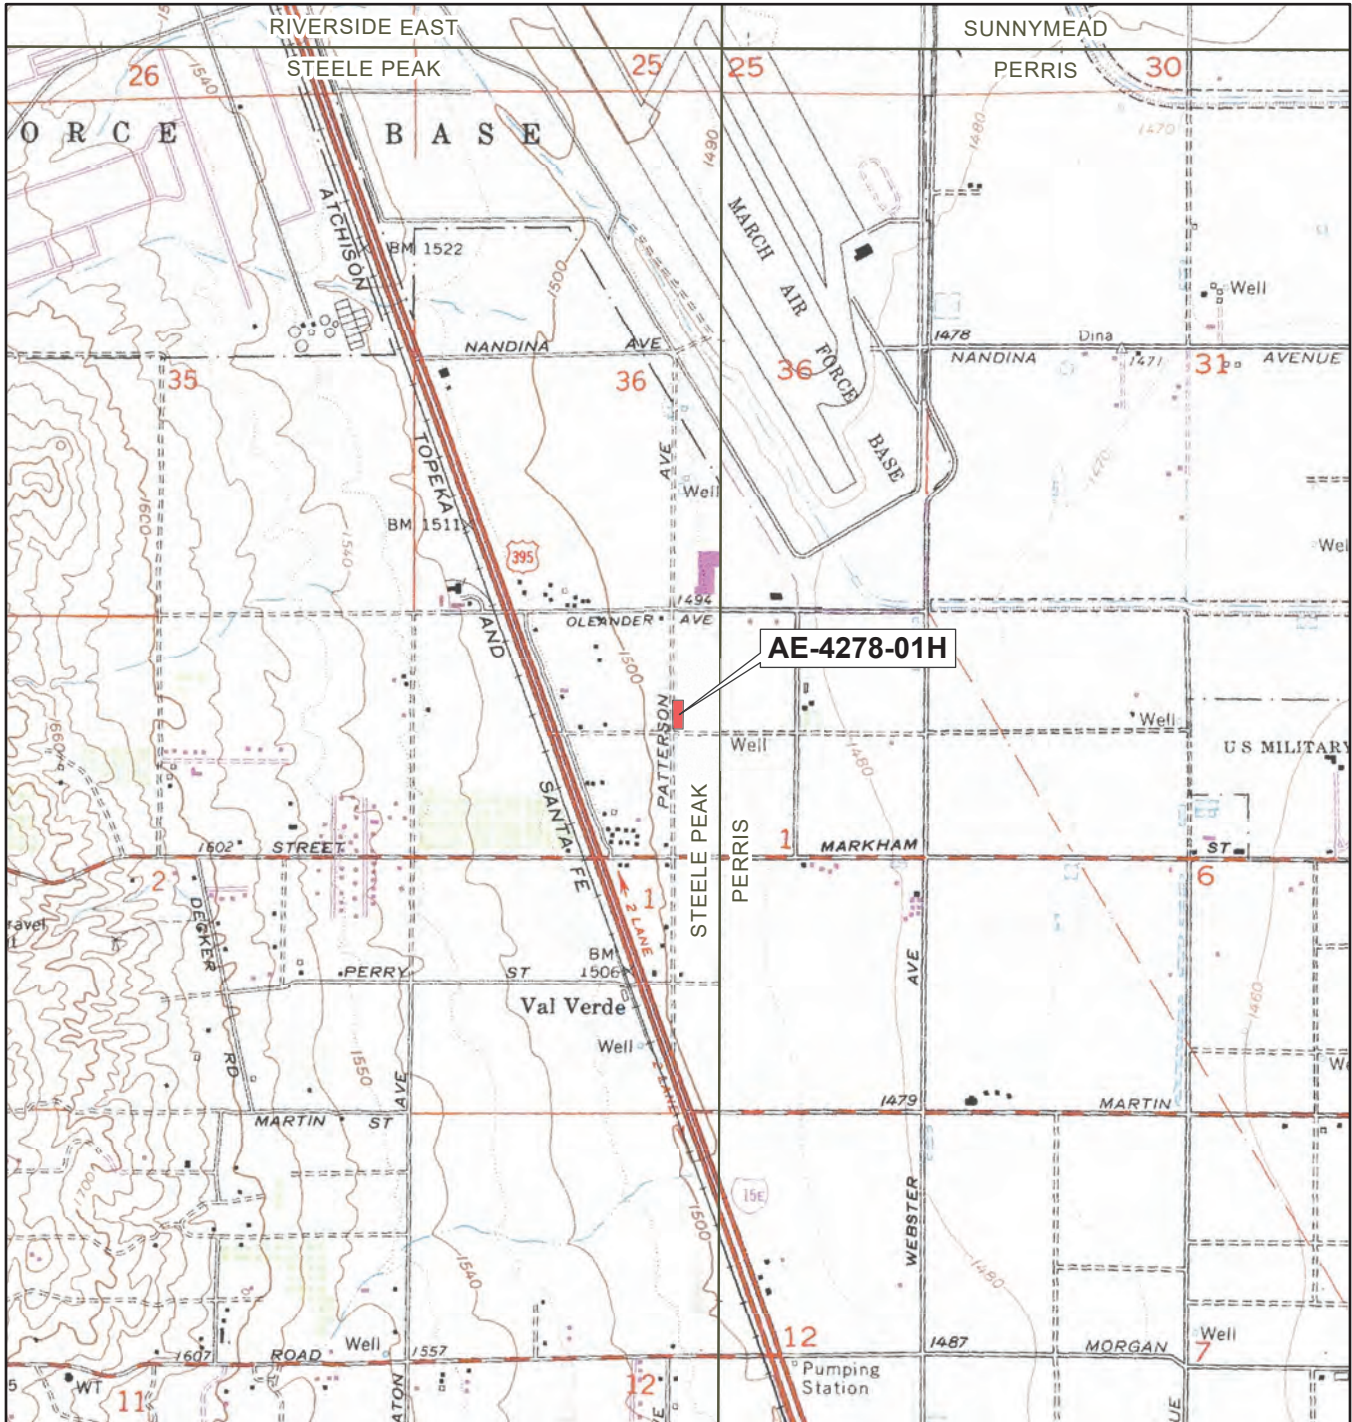 RIVERSIDE EAST
SUNNYMEAD
STEELE PEAK
PERRIS
26
1540
25
25
30
ORCE BASE
1490
1480
1470
ATCHISON
MARCH
AIR
FORCE
BASE
BM 1522
1500
Well
NANDINA AVE
1478
Dina
NANDINA
1471
AVENUE
35
36
36
31
TOPEKA
AVE
1600
1540
BM 1511
Well
1470
395
1494
OLEANDER AVE
AND
AE-4278-01H
1500
PATTERSON
1660
Well
1480
Well
U S MILITARY
SANTA FE
STEELE PEAK
PERRIS
1602
STREET
1
MARKHAM
ST
2
1
6
2 LANE
DECKER
RD
BM
1506
PERRY ST
AVE
Val Verde
1460
Well
1550
AVE
2 LANE
1479
MARTIN
MARTIN ST
1700
15E
1500
WEBSTER
1540
1480
12
Well
1487
MORGAN
Well
7
1607
ROAD
1557
Pumping
Station
WT
11
12